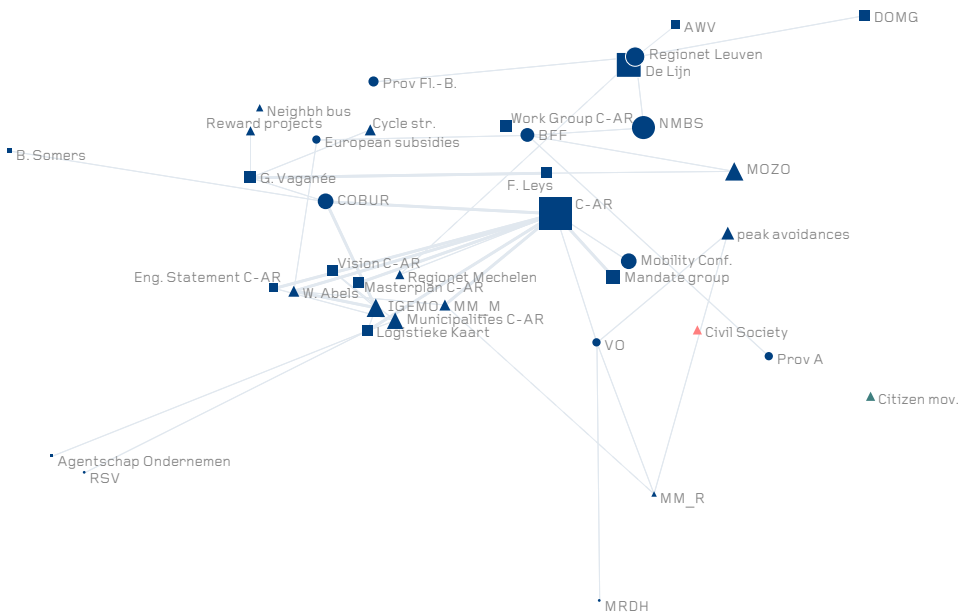 DOMG
AWV
Regionet Leuven
De Lijn
Prov Fl.-B.
Neighbh bus
Reward projects
Cycle str.
Work Group C-AR
NMBS
BFF
European subsidies
B. Somers
MOZO
G. Vaganée
F. Leys
COBUR
C-AR
peak avoidances
Mobility Conf.
Vision C-AR
Eng. Statement C-AR
Regionet Mechelen
Mandate group
Masterplan C-AR
W. Abels
IGEMO
MM_M
Municipalities C-AR
Logistieke Kaart
Civil Society
VO
Prov A
Citizen mov.
Agentschap Ondernemen
RSV
MM_R
MRDH